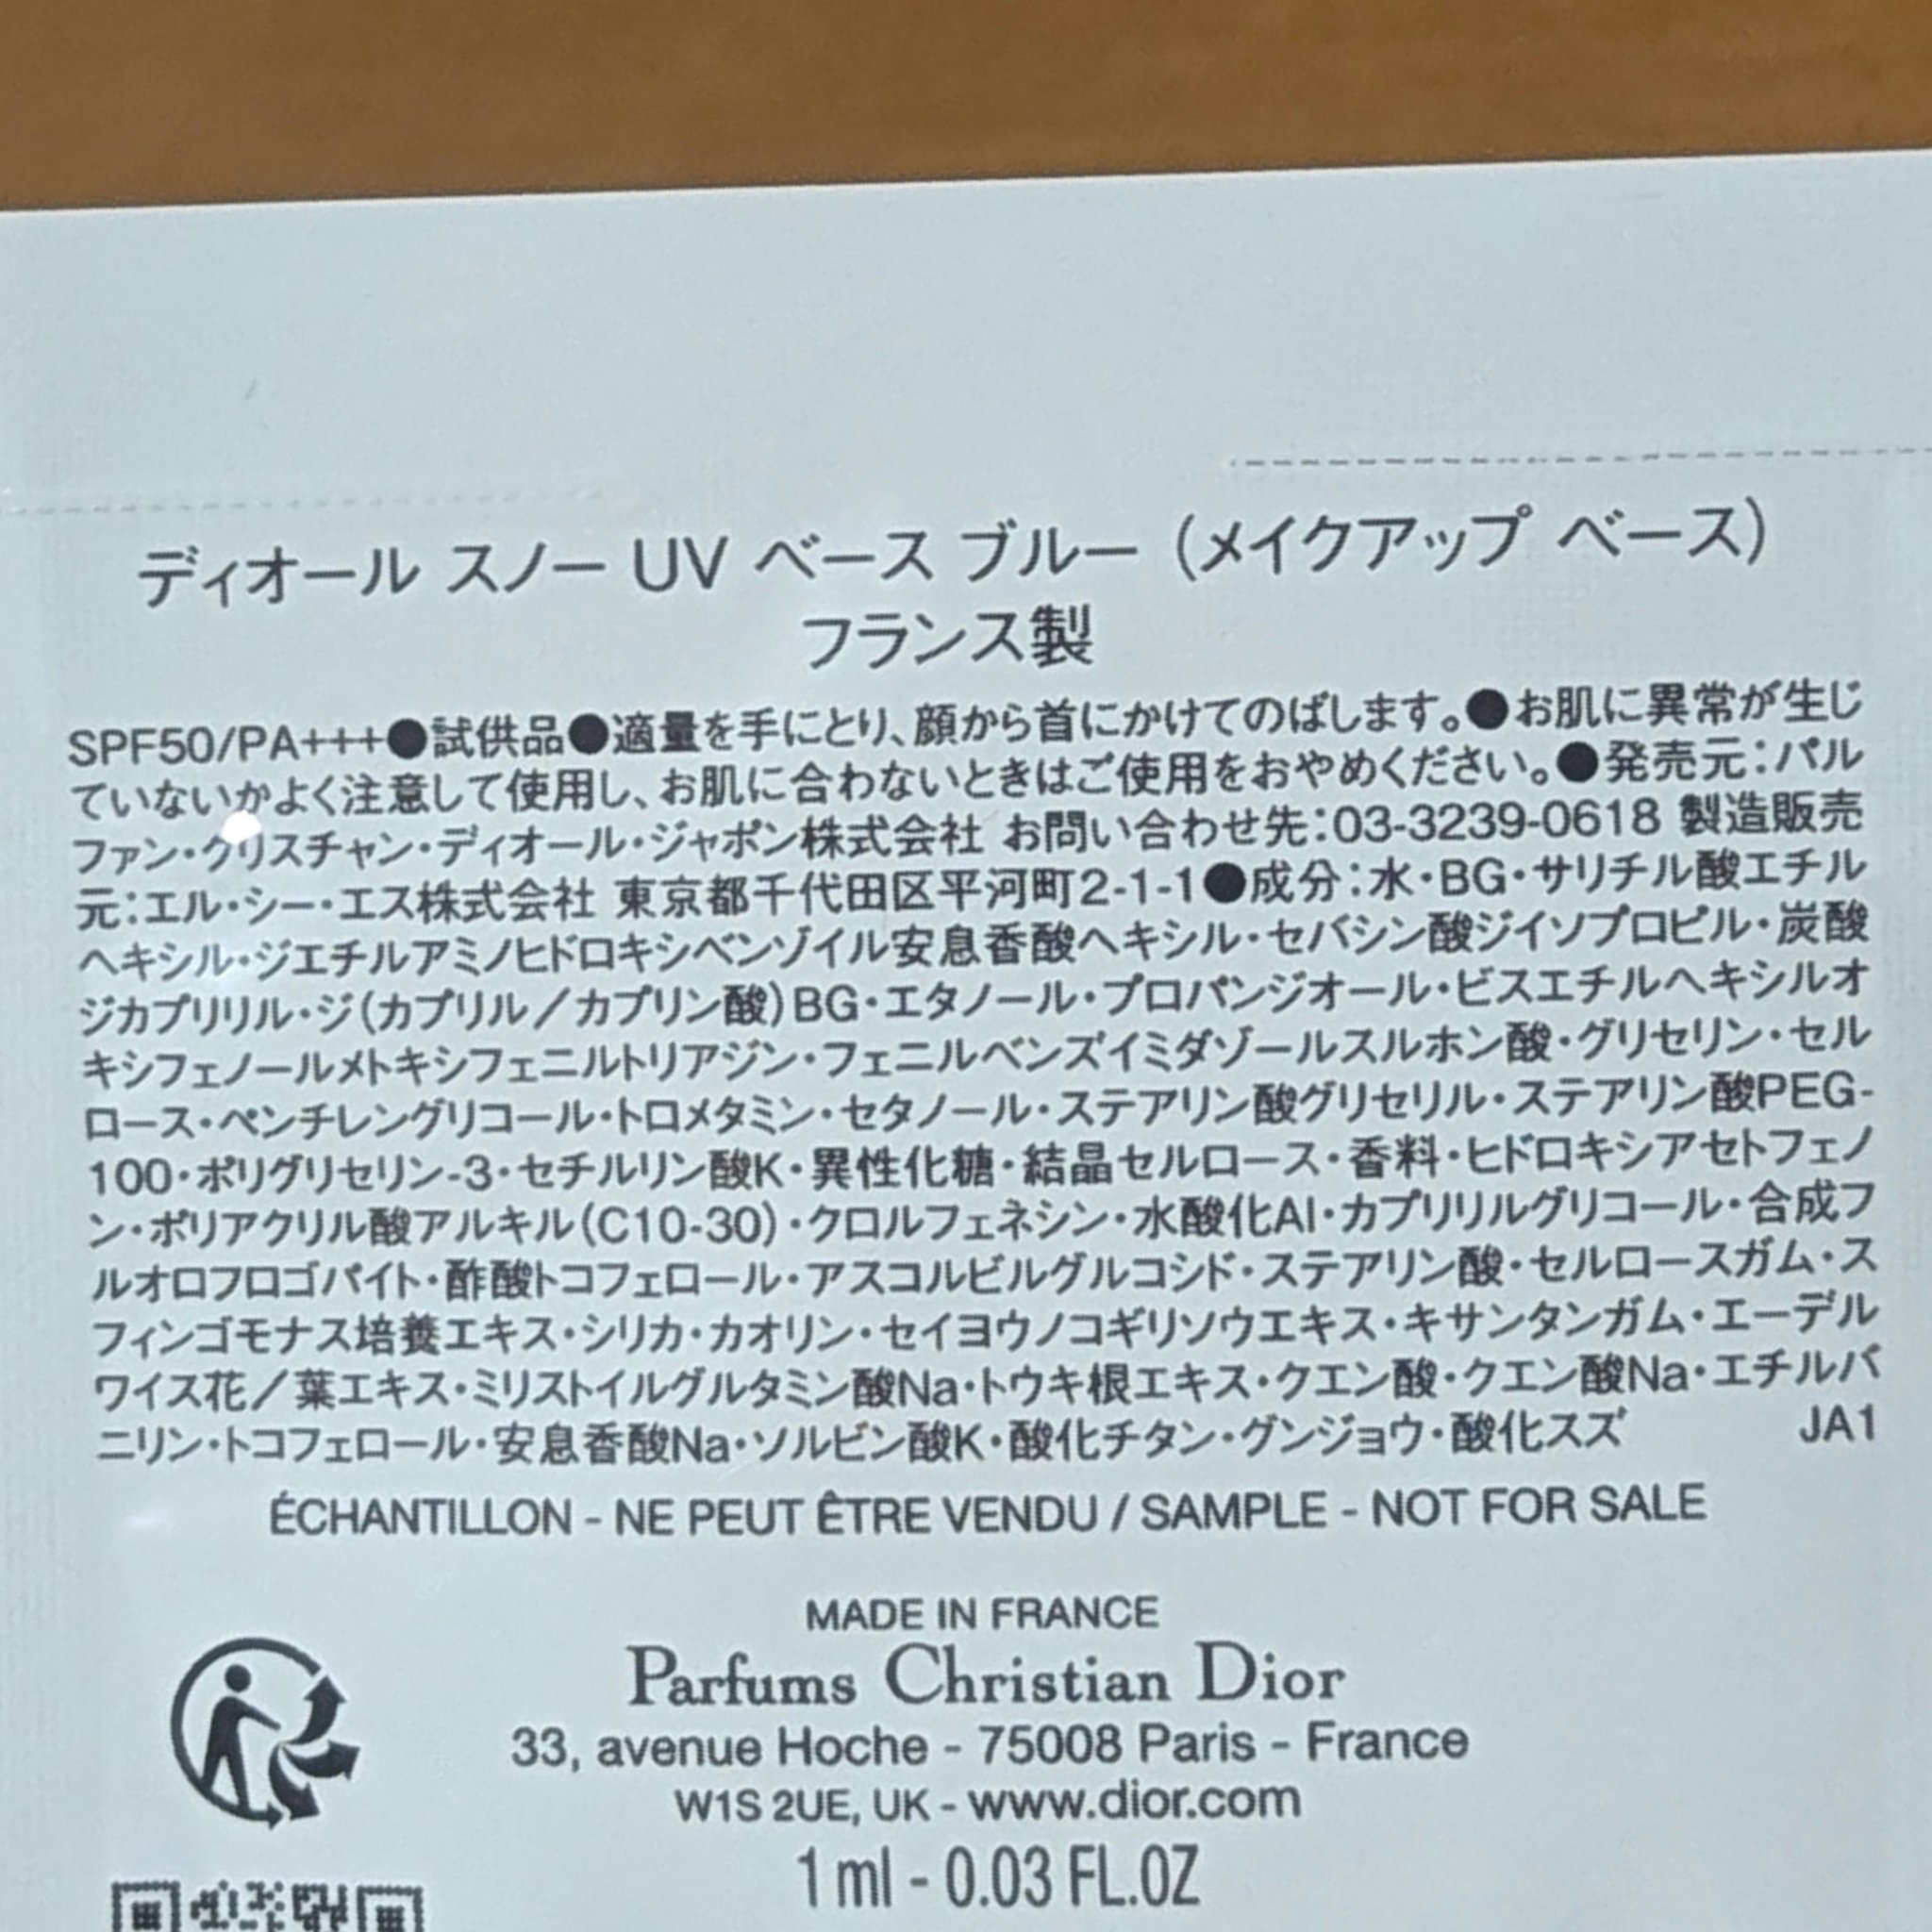 ディオール スノー UV ベース ブルー（メイクアップ ベース）
フランス製
SPF50/PA+++●試供品●適量を手にとり、顔から首にかけてのばします。●お肌に異常が生じ
ていないかよく注意して使用し、お肌に合わないときはご使用をおやめください。●発売元：パル
ファン・クリスチャン・ディオール・ジャポン株式会社 お問い合わせ先：03-3239-0618 製造販売
元：エル・シー・エス株式会社 東京都千代田区平河町2-1-1●成分：水・BG・サリチル酸エチル
ヘキシル・ジエチルアミノヒドロキシベンゾイル安息香酸ヘキシル・セバシン酸ジイソプロピル・炭酸
ジカプリリル・ジ（カプリル／カプリン酸）BG・エタノール・プロパンジオール・ビスエチルヘキシルオ
キシフェノールメトキシフェニルトリアジン・フェニルベンズイミダゾールスルホン酸・グリセリン・セル
ロース・ペンチレングリコール・トロメタミン・セタノール・ステアリン酸グリセリル・ステアリン酸PEG-
100・ポリグリセリン-3・セチルリン酸K・異性化糖・結晶セルロース・香料・ヒドロキシアセトフェノ
ン・ポリアクリル酸アルキル（C10-30）・クロルフェネシン・水酸化Al・カプリリルグリコール・合成フ
ルオロフロゴパイト・酢酸トコフェロール・アスコルビルグルコシド・ステアリン酸・セルロースガム・ス
フィンゴモナス培養エキス・シリカ・カオリン・セイヨウノコギリソウエキス・キサンタンガム・エーデル
ワイス花／葉エキス・ミリストイルグルタミン酸Na・トウキ根エキス・クエン酸・クエン酸Na・エチルバ
ニリン・トコフェロール・安息香酸Na・ソルビン酸K・酸化チタン・グンジョウ・酸化スズ JA1
ÉCHANTILLON - NE PEUT ÊTRE VENDU / SAMPLE - NOT FOR SALE
MADE IN FRANCE
Parfums Christian Dior
33, avenue Hoche - 75008 Paris - France
W1S 2UE, UK - www.dior.com
1 ml - 0.03 FL.OZ